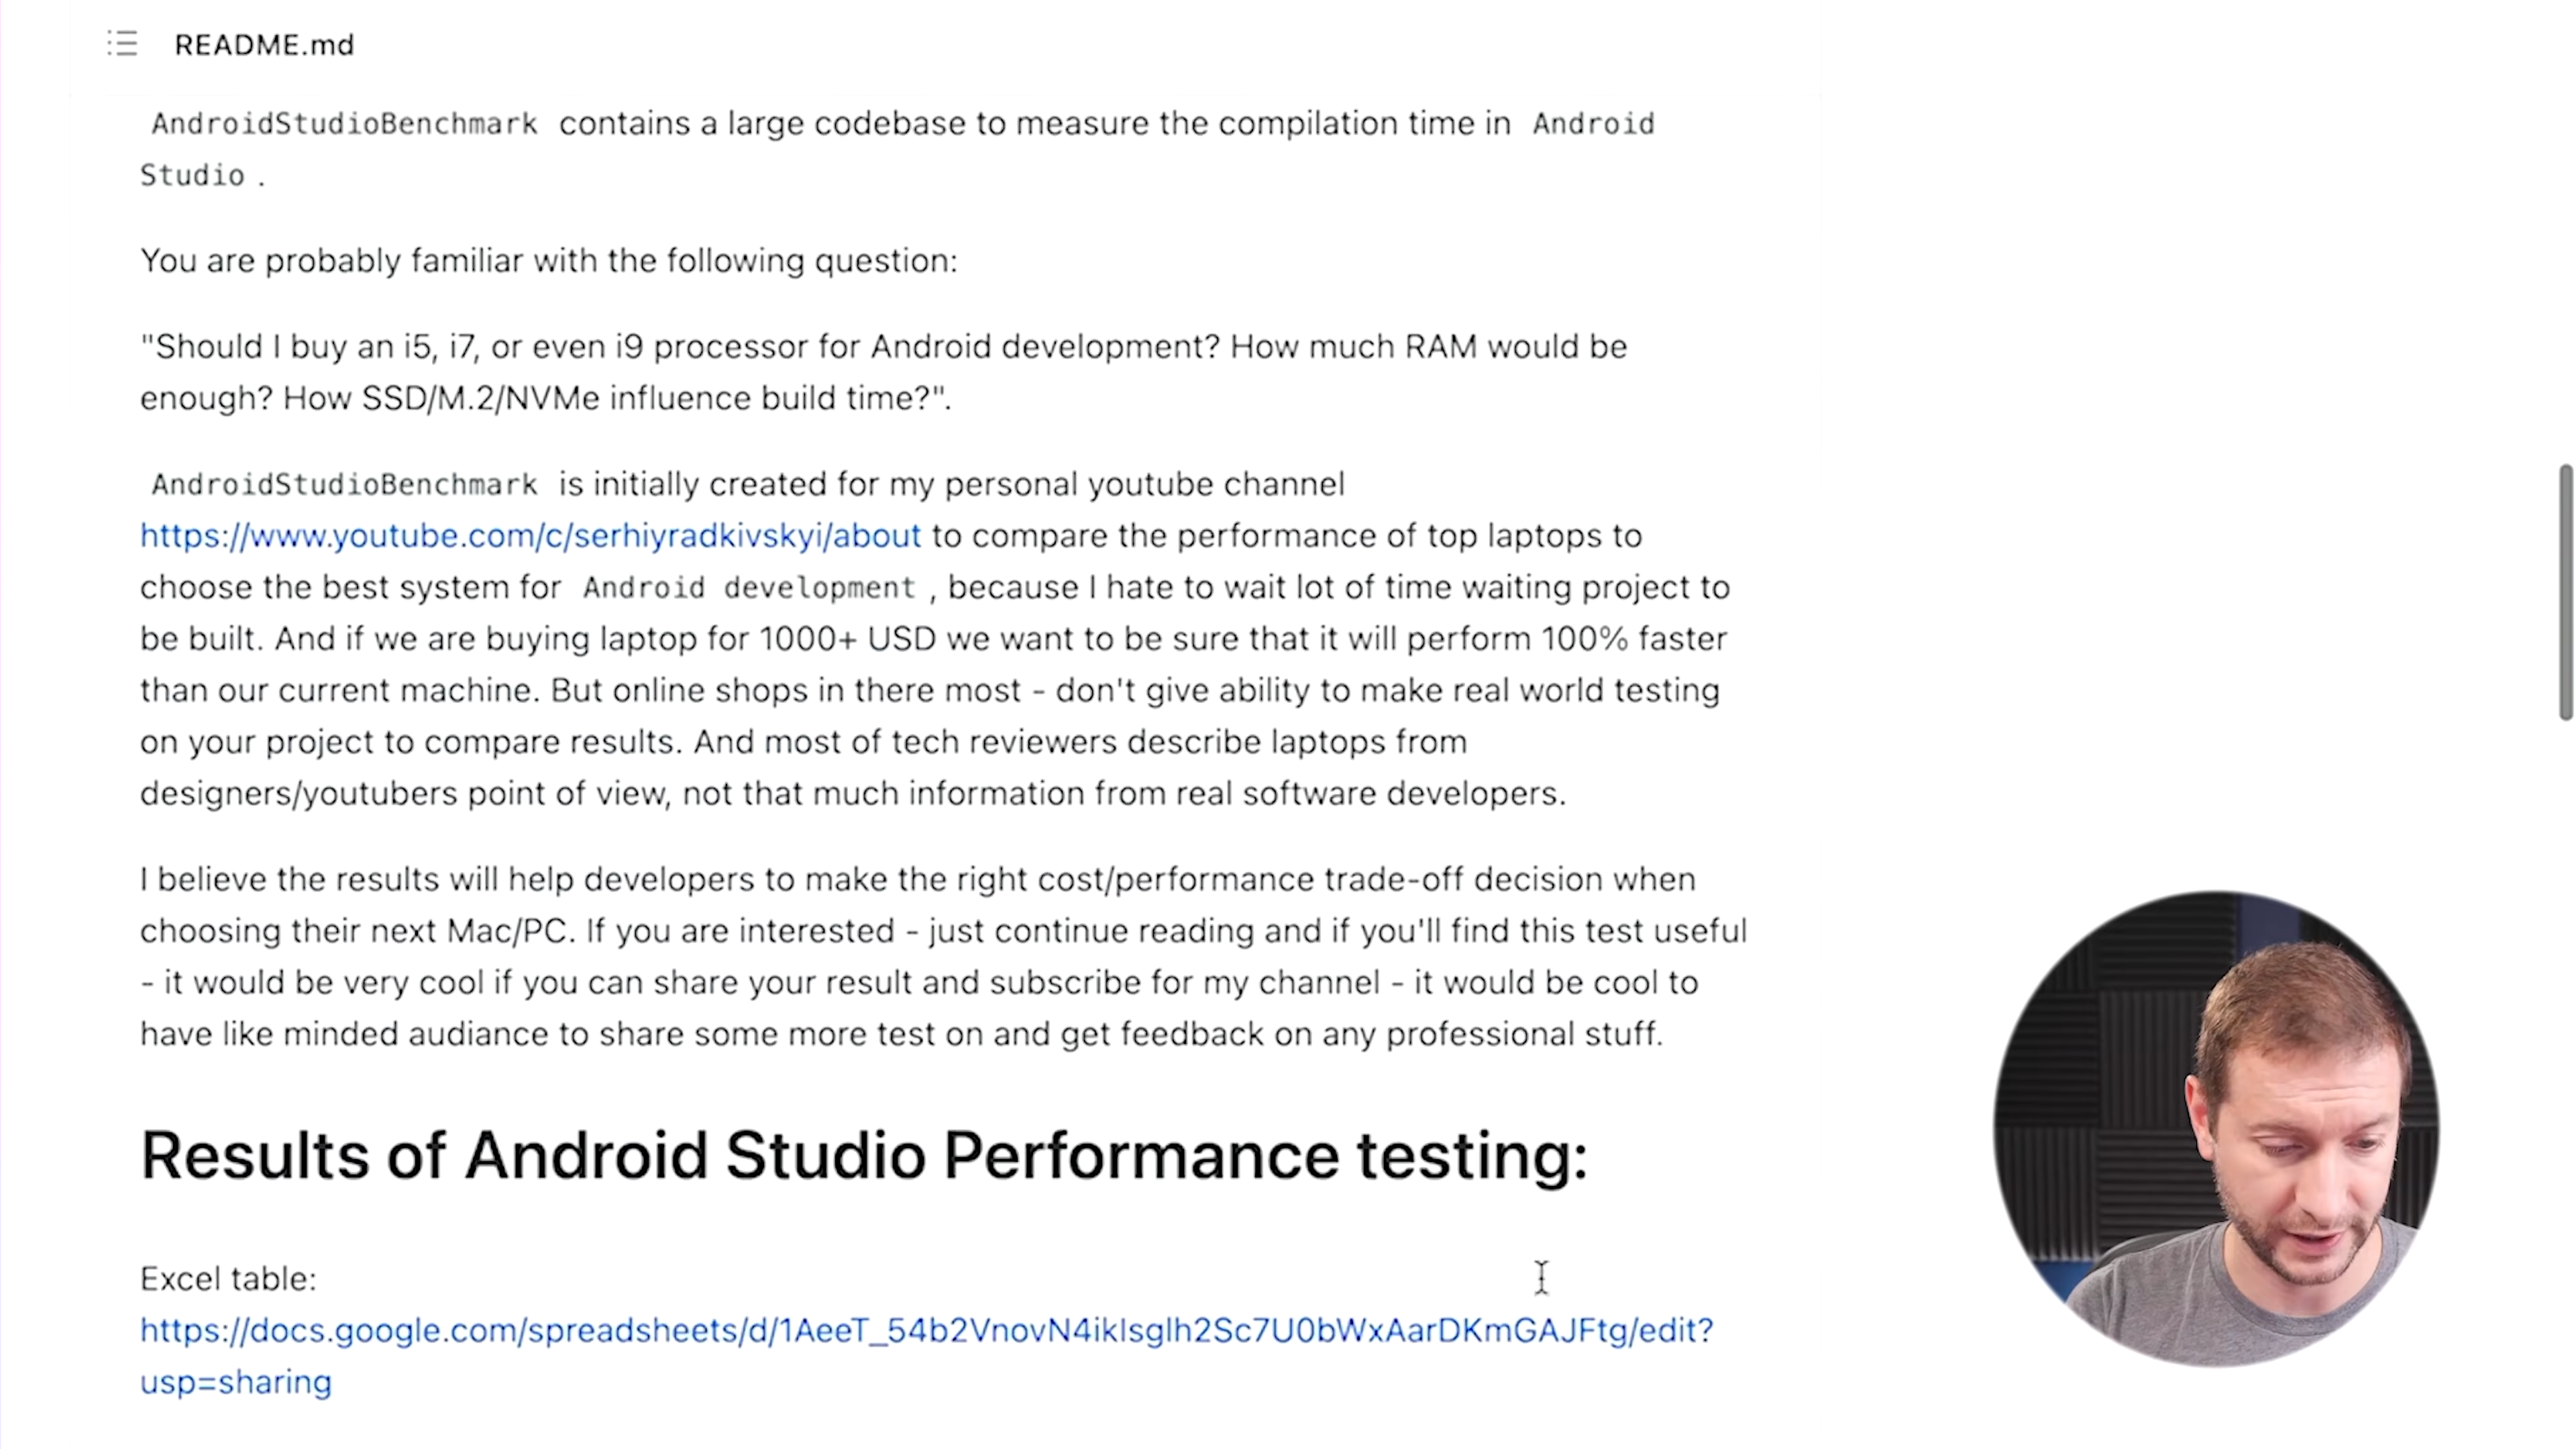 README.md
AndroidStudioBenchmark contains a large codebase to measure the compilation time in Android
Studio .
You are probably familiar with the following question:
"Should I buy an i5, i7, or even i9 processor for Android development? How much RAM would be
enough? How SSD/M.2/NVMe influence build time?".
AndroidStudioBenchmark is initially created for my personal youtube channel
https://www.youtube.com/c/serhiyradkivskyi/about to compare the performance of top laptops to
choose the best system for Android development , because I hate to wait lot of time waiting project to
be built. And if we are buying laptop for 1000+ USD we want to be sure that it will perform 100% faster
than our current machine. But online shops in there most - don't give ability to make real world testing
on your project to compare results. And most of tech reviewers describe laptops from
designers/youtubers point of view, not that much information from real software developers.
I believe the results will help developers to make the right cost/performance trade-off decision when
choosing their next Mac/PC. If you are interested - just continue reading and if you'll find this test useful
- it would be very cool if you can share your result and subscribe for my channel - it would be cool to
have like minded audiance to share some more test on and get feedback on any professional stuff.
Results of Android Studio Performance testing:
Excel table:
https://docs.google.com/spreadsheets/d/1AeeT_54b2VnovN4ikIsglh2Sc7U0bWxAarDKmGAJFtg/edit?
usp=sharing